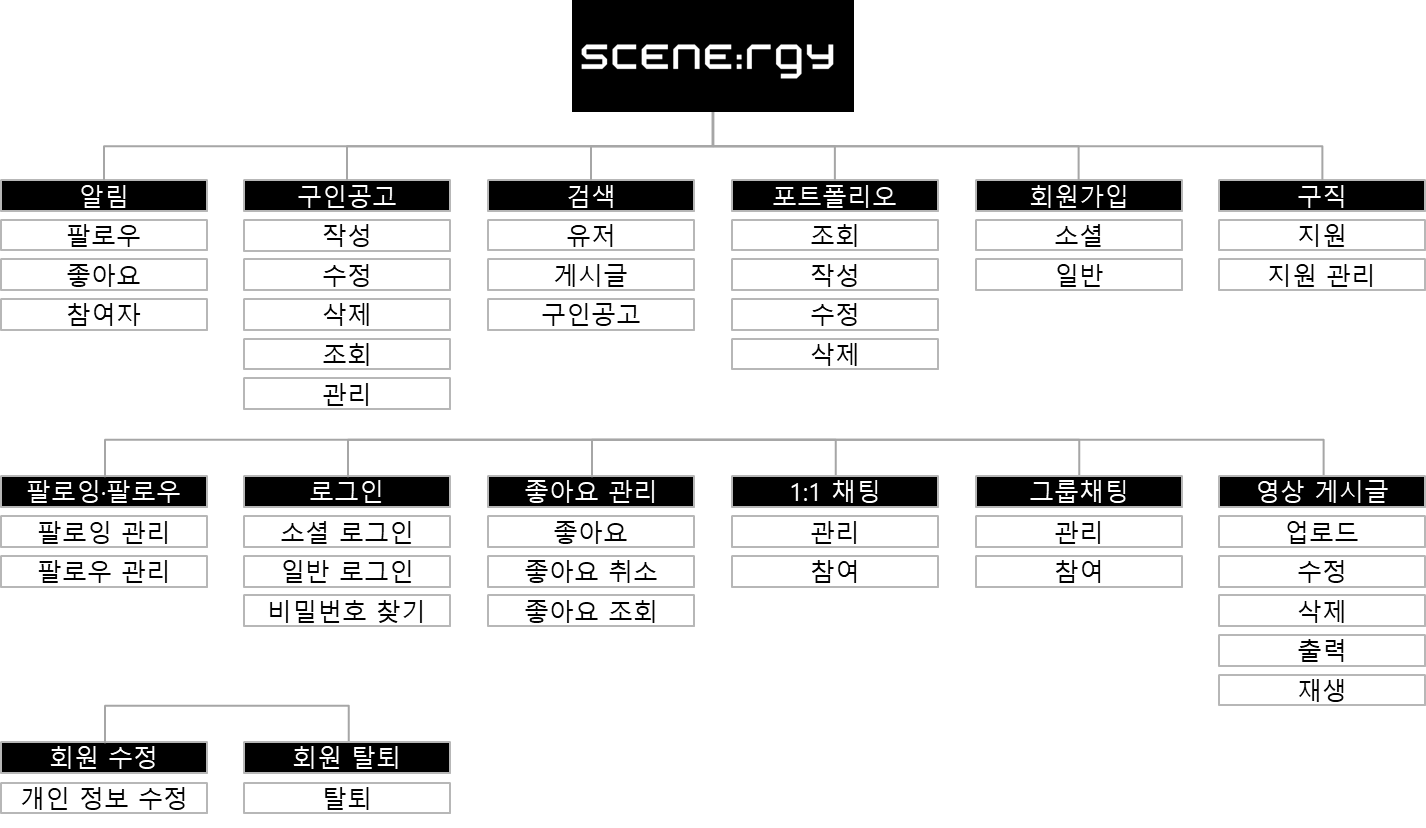 SCENE:rgy
알림
팔로우
좋아요
참여자
구인공고
작성
수정
삭제
조회
관리
검색
유저
게시글
구인공고
포트폴리오
조회
작성
수정
삭제
회원가입
소셜
일반
구직
지원
지원 관리
팔로잉·팔로우
팔로잉 관리
팔로우 관리
로그인
소셜 로그인
일반 로그인
비밀번호 찾기
좋아요 관리
좋아요
좋아요 취소
좋아요 조회
1:1 채팅
관리
참여
그룹채팅
관리
참여
영상 게시글
업로드
수정
삭제
출력
재생
회원 수정
개인 정보 수정
회원 탈퇴
탈퇴